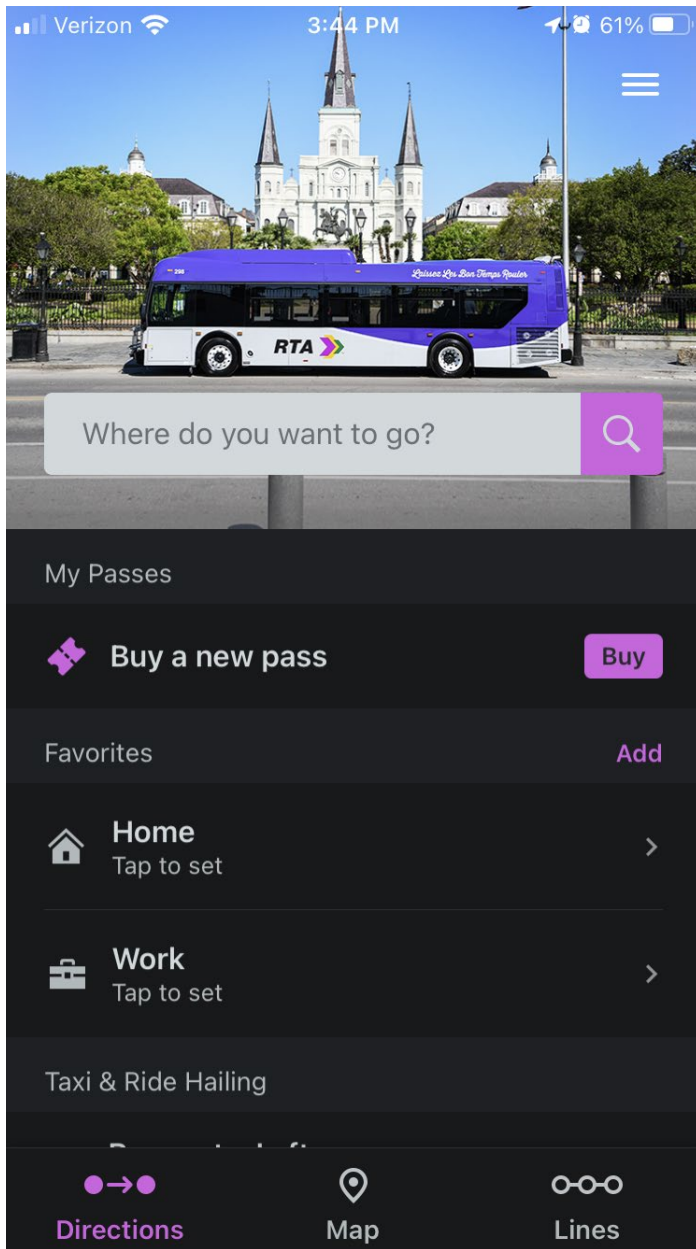 Verizon 3:44 PM 61%
298 Laissez Les Bon Temps Rouler
RTA
Where do you want to go?
My Passes
Buy a new pass Buy
Favorites Add
Home
Tap to set
Work
Tap to set
Taxi & Ride Hailing
Directions Map Lines